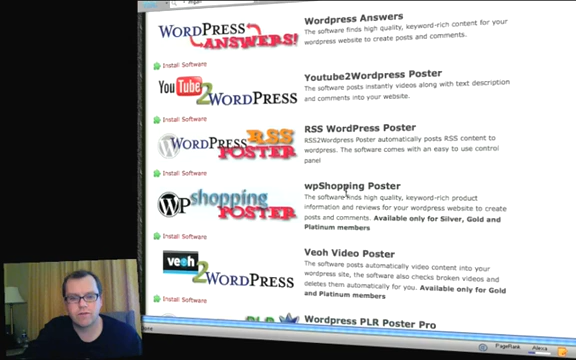 WORDPRESS
ANSWERS!
Wordpress Answers
The software finds high quality, keyword-rich content for your
wordpress website to create posts and comments.
Install Software
You Tube 2 WORDPRESS
Youtube2Wordpress Poster
The software posts instantly videos along with text description
and comments into your website.
Install Software
WORDPRESS RSS
POSTER
RSS WordPress Poster
RSS2Wordpress Poster automatically posts RSS content to
wordpress. The software comes with an easy to use control
panel
Install Software
WP shopping
POSTER
wpShopping Poster
The software finds high quality, keyword-rich product
information and reviews for your wordpress website to create
posts and comments. Available only for Silver, Gold and
Platinum members
Install Software
veoh 2 WORDPRESS
Veoh Video Poster
The software posts automatically video content into your
wordpress site, the software also checks broken videos and
deletes them automatically for you. Available only for Gold
and Platinum members
Install Software
Wordpress PLR Poster Pro
PageRank
Alexa